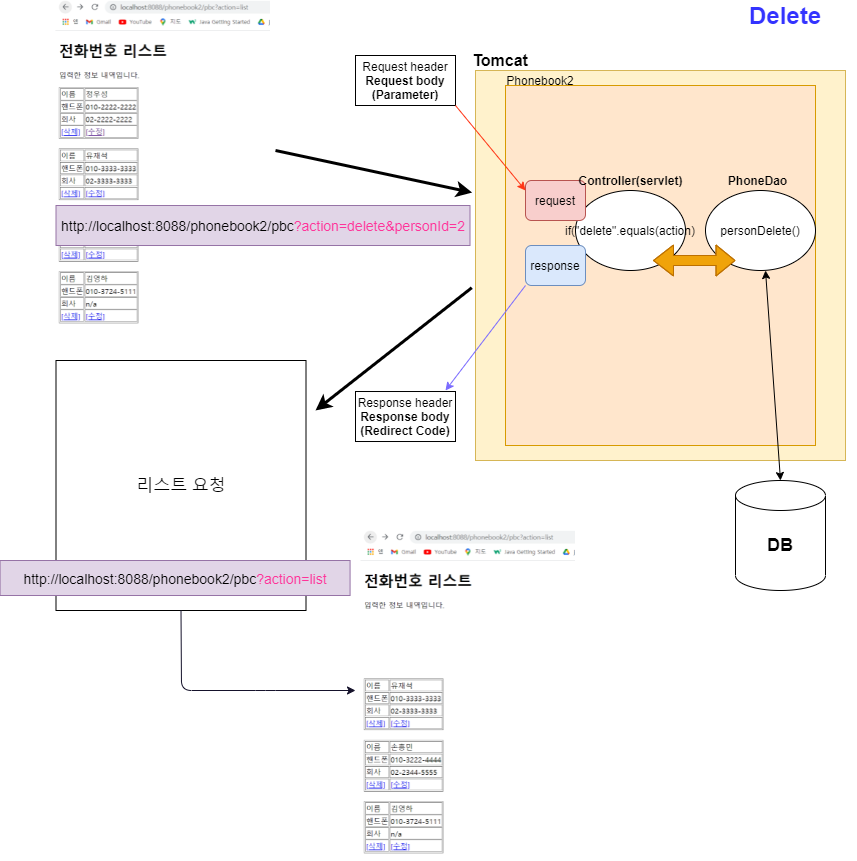 Delete
localhost:8088/phonebook2/pbc?action=list
앱 Gmail YouTube 지도 Java Getting Started
전화번호 리스트
입력한 정보 내역입니다.
이름 정우성
핸드폰 010-2222-2222
회사 02-2222-2222
[삭제] [수정]
이름 유재석
핸드폰 010-3333-3333
회사 02-3333-3333
[삭제] [수정]
http://localhost:8088/phonebook2/pbc?action=delete&personId=2
[삭제] [수정]
이름 김영하
핸드폰 010-3724-5111
회사 n/a
[삭제] [수정]
Request header
Request body
(Parameter)
Tomcat
Phonebook2
Controller(servlet)
PhoneDao
request
if("delete".equals(action)
personDelete()
response
Response header
Response body
(Redirect Code)
DB
리스트 요청
http://localhost:8088/phonebook2/pbc?action=list
localhost:8088/phonebook2/pbc?action=list
앱 Gmail YouTube 지도 Java Getting Started
전화번호 리스트
입력한 정보 내역입니다.
이름 유재석
핸드폰 010-3333-3333
회사 02-3333-3333
[삭제] [수정]
이름 손흥민
핸드폰 010-3222-4444
회사 02-2344-5555
[삭제] [수정]
이름 김영하
핸드폰 010-3724-5111
회사 n/a
[삭제] [수정]